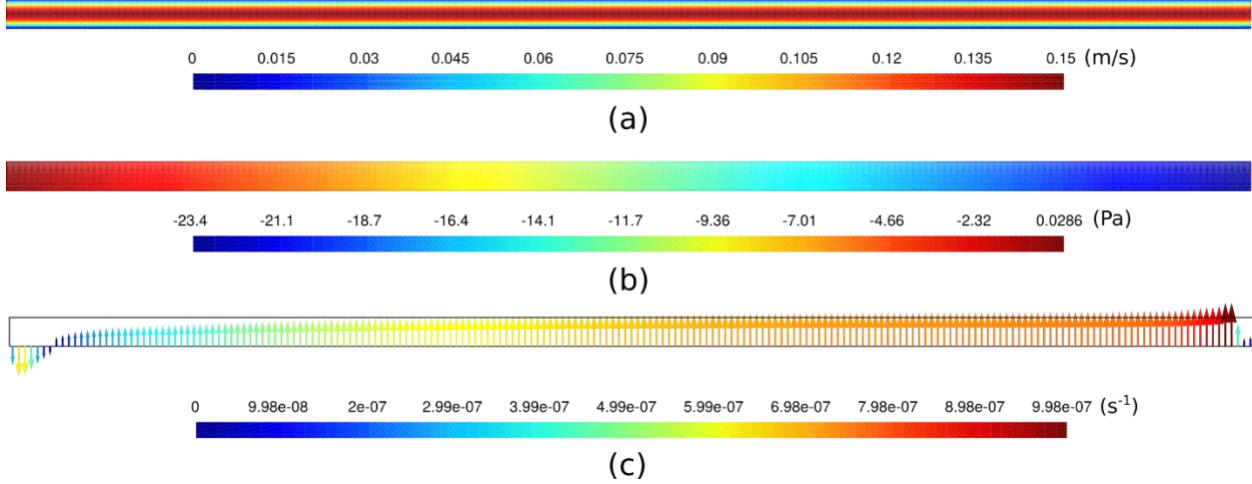 0 0.015 0.03 0.045 0.06 0.075 0.09 0.105 0.12 0.135 0.15 (m/s)
(a)
-23.4 -21.1 -18.7 -16.4 -14.1 -11.7 -9.36 -7.01 -4.66 -2.32 0.0286 (Pa)
(b)
0 9.98e-08 2e-07 2.99e-07 3.99e-07 4.99e-07 5.99e-07 6.98e-07 7.98e-07 8.98e-07 9.98e-07 (s⁻¹)
(c)